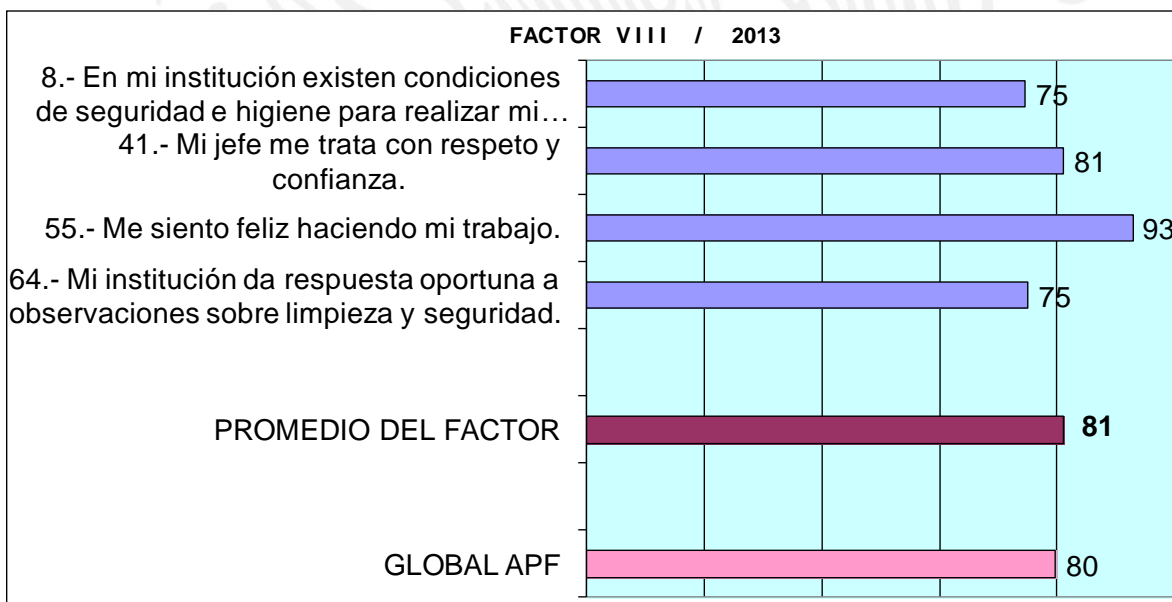 FACTOR VIII / 2013
8.- En mi institución existen condiciones
de seguridad e higiene para realizar mi…
75
41.- Mi jefe me trata con respeto y
confianza.
81
55.- Me siento feliz haciendo mi trabajo.
93
64.- Mi institución da respuesta oportuna a
observaciones sobre limpieza y seguridad.
75
PROMEDIO DEL FACTOR
81
GLOBAL APF
80